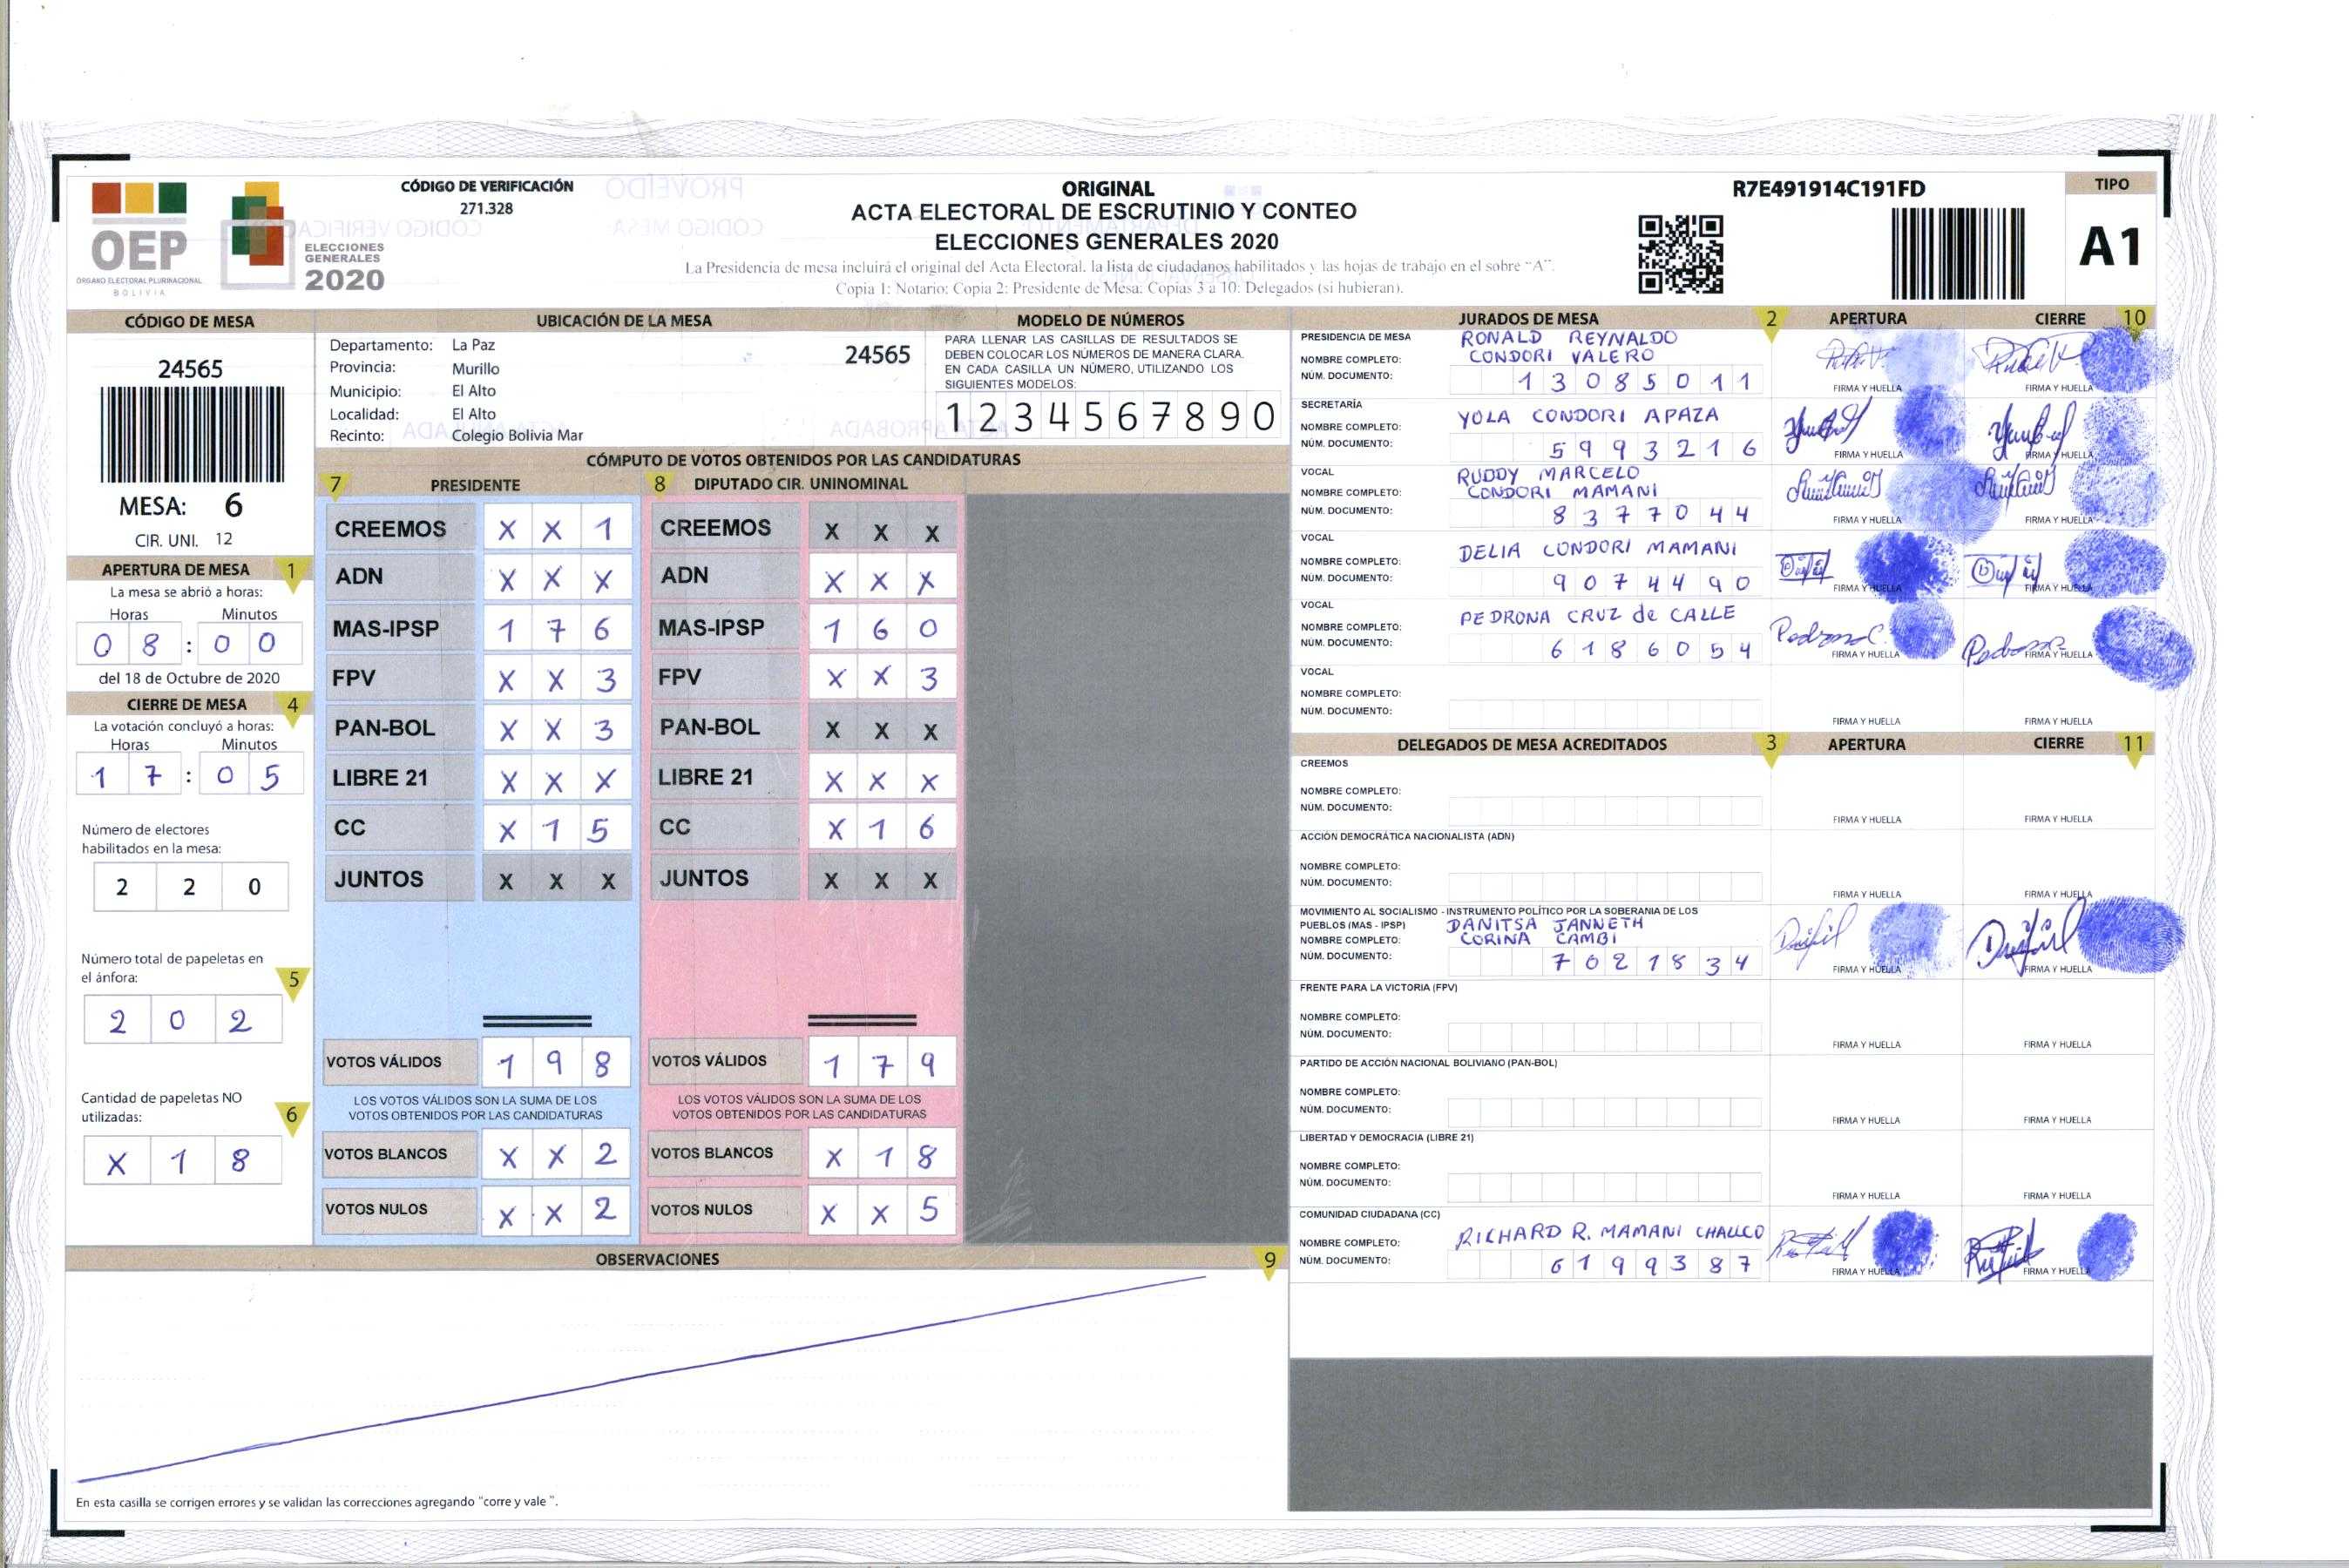 OEP
ÓRGANO ELECTORAL PLURINACIONAL
BOLIVIA
ELECCIONES
GENERALES
2020
CÓDIGO DE VERIFICACIÓN
271.328
ORIGINAL
ACTA ELECTORAL DE ESCRUTINIO Y CONTEO
ELECCIONES GENERALES 2020
La Presidencia de mesa incluirá el original del Acta Electoral, la lista de ciudadanos habilitados y las hojas de trabajo en el sobre “A”.
Copia 1: Notario; Copia 2: Presidente de Mesa; Copias 3 a 10: Delegados (si hubieran).
R7E491914C191FD
TIPO
A1
CÓDIGO DE MESA
24565
MESA: 6
CIR. UNI. 12
APERTURA DE MESA 1
La mesa se abrió a horas:
Horas Minutos
0 8 : 0 0
del 18 de Octubre de 2020
CIERRE DE MESA 4
La votación concluyó a horas:
Horas Minutos
1 7 : 0 5
Número de electores
habilitados en la mesa:
2 2 0
Número total de papeletas en
el ánfora: 5
2 0 2
Cantidad de papeletas NO
utilizadas: 6
X 1 8
UBICACIÓN DE LA MESA
Departamento: La Paz
Provincia: Murillo
Municipio: El Alto
Localidad: El Alto
Recinto: Colegio Bolivia Mar
24565
MODELO DE NÚMEROS
PARA LLENAR LAS CASILLAS DE RESULTADOS SE
DEBEN COLOCAR LOS NÚMEROS DE MANERA CLARA.
EN CADA CASILLA UN NÚMERO, UTILIZANDO LOS
SIGUIENTES MODELOS:
1 2 3 4 5 6 7 8 9 0
CÓMPUTO DE VOTOS OBTENIDOS POR LAS CANDIDATURAS
7 PRESIDENTE
CREEMOS X X 1
ADN X X X
MAS-IPSP 1 7 6
FPV X X 3
PAN-BOL X X 3
LIBRE 21 X X X
CC X 1 5
JUNTOS X X X
VOTOS VÁLIDOS 1 9 8
LOS VOTOS VÁLIDOS SON LA SUMA DE LOS
VOTOS OBTENIDOS POR LAS CANDIDATURAS
VOTOS BLANCOS X X 2
VOTOS NULOS X X 2
8 DIPUTADO CIR. UNINOMINAL
CREEMOS X X X
ADN X X X
MAS-IPSP 1 6 0
FPV X X 3
PAN-BOL X X X
LIBRE 21 X X X
CC X 1 6
JUNTOS X X X
VOTOS VÁLIDOS 1 7 9
LOS VOTOS VÁLIDOS SON LA SUMA DE LOS
VOTOS OBTENIDOS POR LAS CANDIDATURAS
VOTOS BLANCOS X 1 8
VOTOS NULOS X X 5
OBSERVACIONES 9
En esta casilla se corrigen errores y se validan las correcciones agregando “corre y vale ”.
JURADOS DE MESA 2 APERTURA CIERRE 10
PRESIDENCIA DE MESA RONALD REYNALDO
NOMBRE COMPLETO: CONDORI VALERO
NÚM. DOCUMENTO: 1 3 0 8 5 0 1 1
FIRMA Y HUELLA FIRMA Y HUELLA
SECRETARÍA
NOMBRE COMPLETO: YOLA CONDORI APAZA
NÚM. DOCUMENTO: 5 9 9 3 2 1 6
FIRMA Y HUELLA FIRMA Y HUELLA
VOCAL RUDDY MARCELO
NOMBRE COMPLETO: CONDORI MAMANI
NÚM. DOCUMENTO: 8 3 7 7 0 4 4
FIRMA Y HUELLA FIRMA Y HUELLA
VOCAL
NOMBRE COMPLETO: DELIA CONDORI MAMANI
NÚM. DOCUMENTO: 9 0 7 4 4 9 0
FIRMA Y HUELLA FIRMA Y HUELLA
VOCAL
NOMBRE COMPLETO: PEDRONA CRUZ de CALLE
NÚM. DOCUMENTO: 6 1 8 6 0 5 4
FIRMA Y HUELLA FIRMA Y HUELLA
VOCAL
NOMBRE COMPLETO:
NÚM. DOCUMENTO:
FIRMA Y HUELLA FIRMA Y HUELLA
DELEGADOS DE MESA ACREDITADOS 3 APERTURA CIERRE 11
CREEMOS
NOMBRE COMPLETO:
NÚM. DOCUMENTO:
FIRMA Y HUELLA FIRMA Y HUELLA
ACCIÓN DEMOCRÁTICA NACIONALISTA (ADN)
NOMBRE COMPLETO:
NÚM. DOCUMENTO:
FIRMA Y HUELLA FIRMA Y HUELLA
MOVIMIENTO AL SOCIALISMO - INSTRUMENTO POLÍTICO POR LA SOBERANIA DE LOS
PUEBLOS (MAS - IPSP) DANITSA JANNETH
NOMBRE COMPLETO: CORINA CAMBI
NÚM. DOCUMENTO: 7 0 2 1 8 3 4
FIRMA Y HUELLA FIRMA Y HUELLA
FRENTE PARA LA VICTORIA (FPV)
NOMBRE COMPLETO:
NÚM. DOCUMENTO:
FIRMA Y HUELLA FIRMA Y HUELLA
PARTIDO DE ACCIÓN NACIONAL BOLIVIANO (PAN-BOL)
NOMBRE COMPLETO:
NÚM. DOCUMENTO:
FIRMA Y HUELLA FIRMA Y HUELLA
LIBERTAD Y DEMOCRACIA (LIBRE 21)
NOMBRE COMPLETO:
NÚM. DOCUMENTO:
FIRMA Y HUELLA FIRMA Y HUELLA
COMUNIDAD CIUDADANA (CC)
NOMBRE COMPLETO: RICHARD R. MAMANI CHALLCO
NÚM. DOCUMENTO: 6 1 9 9 3 8 7
FIRMA Y HUELLA FIRMA Y HUELLA